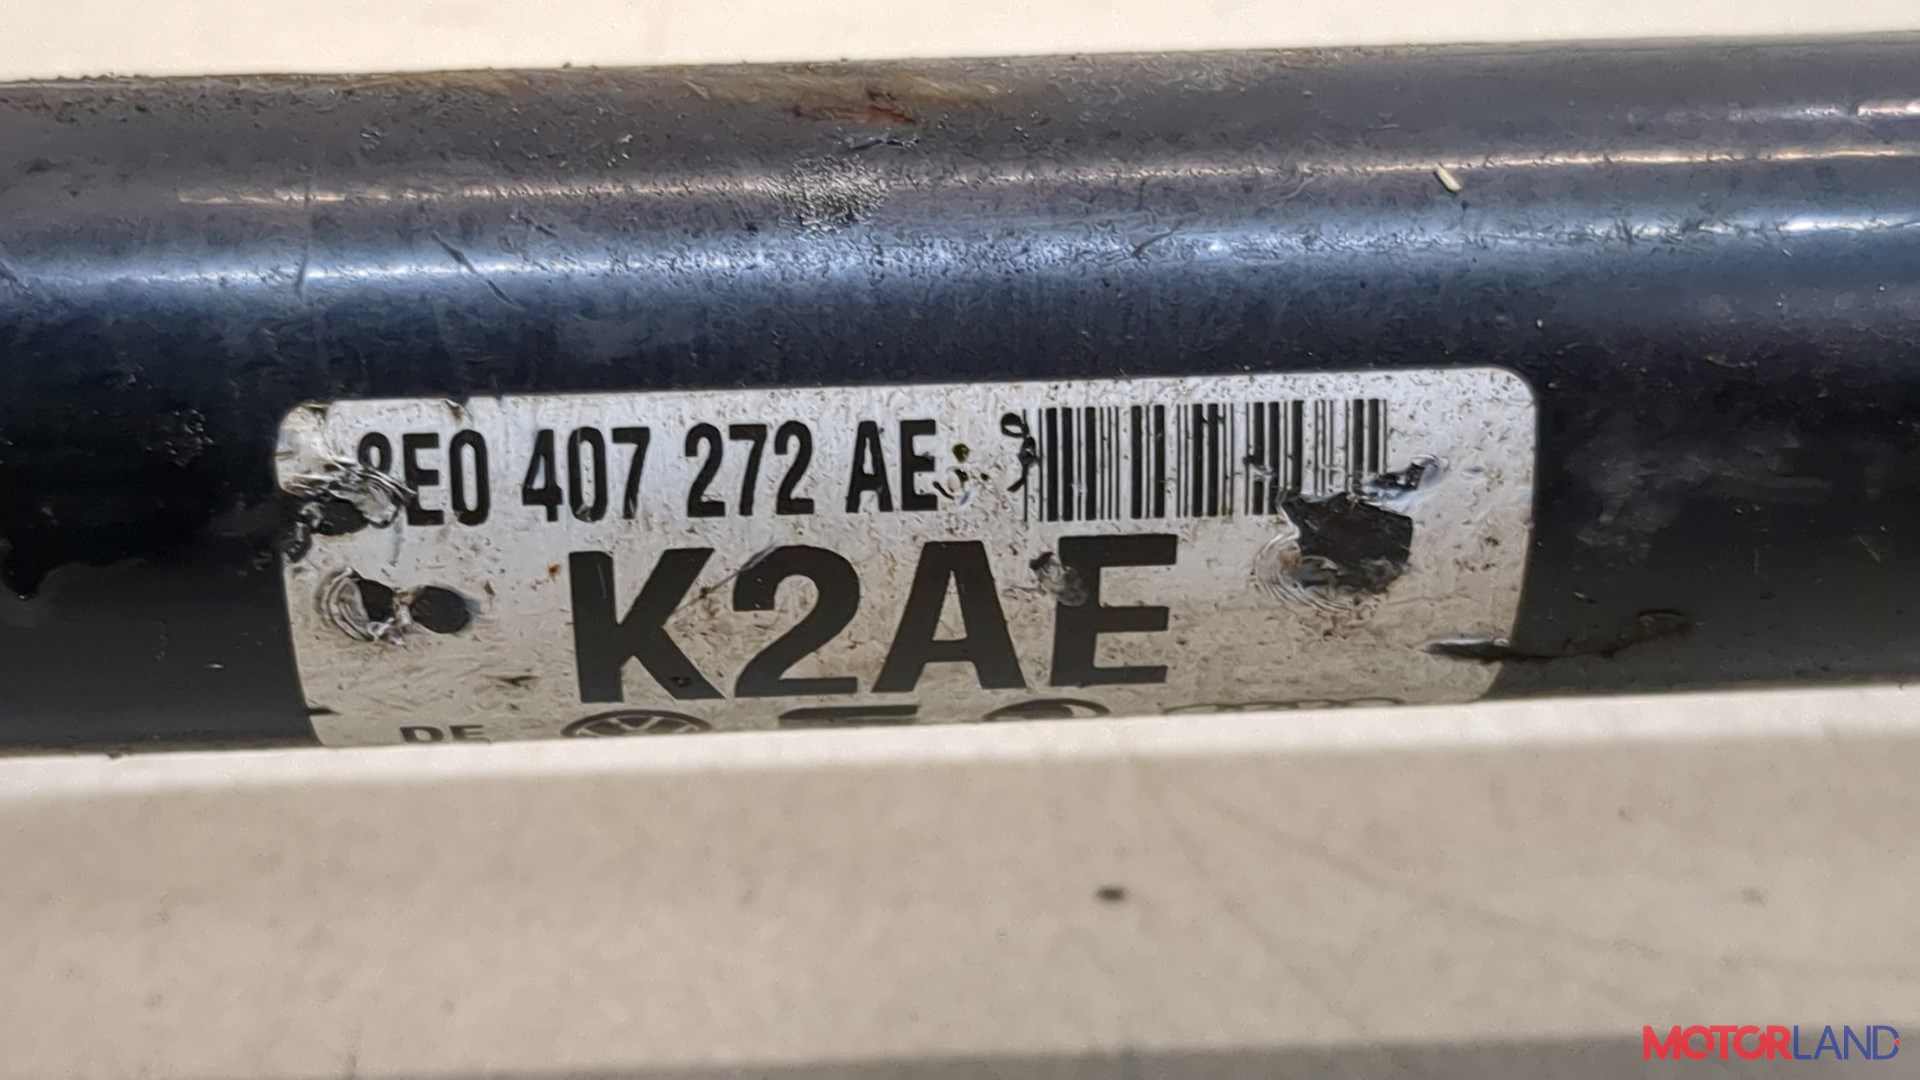 8E0 407 272 AE
K2AE
DE
MOTORLAND